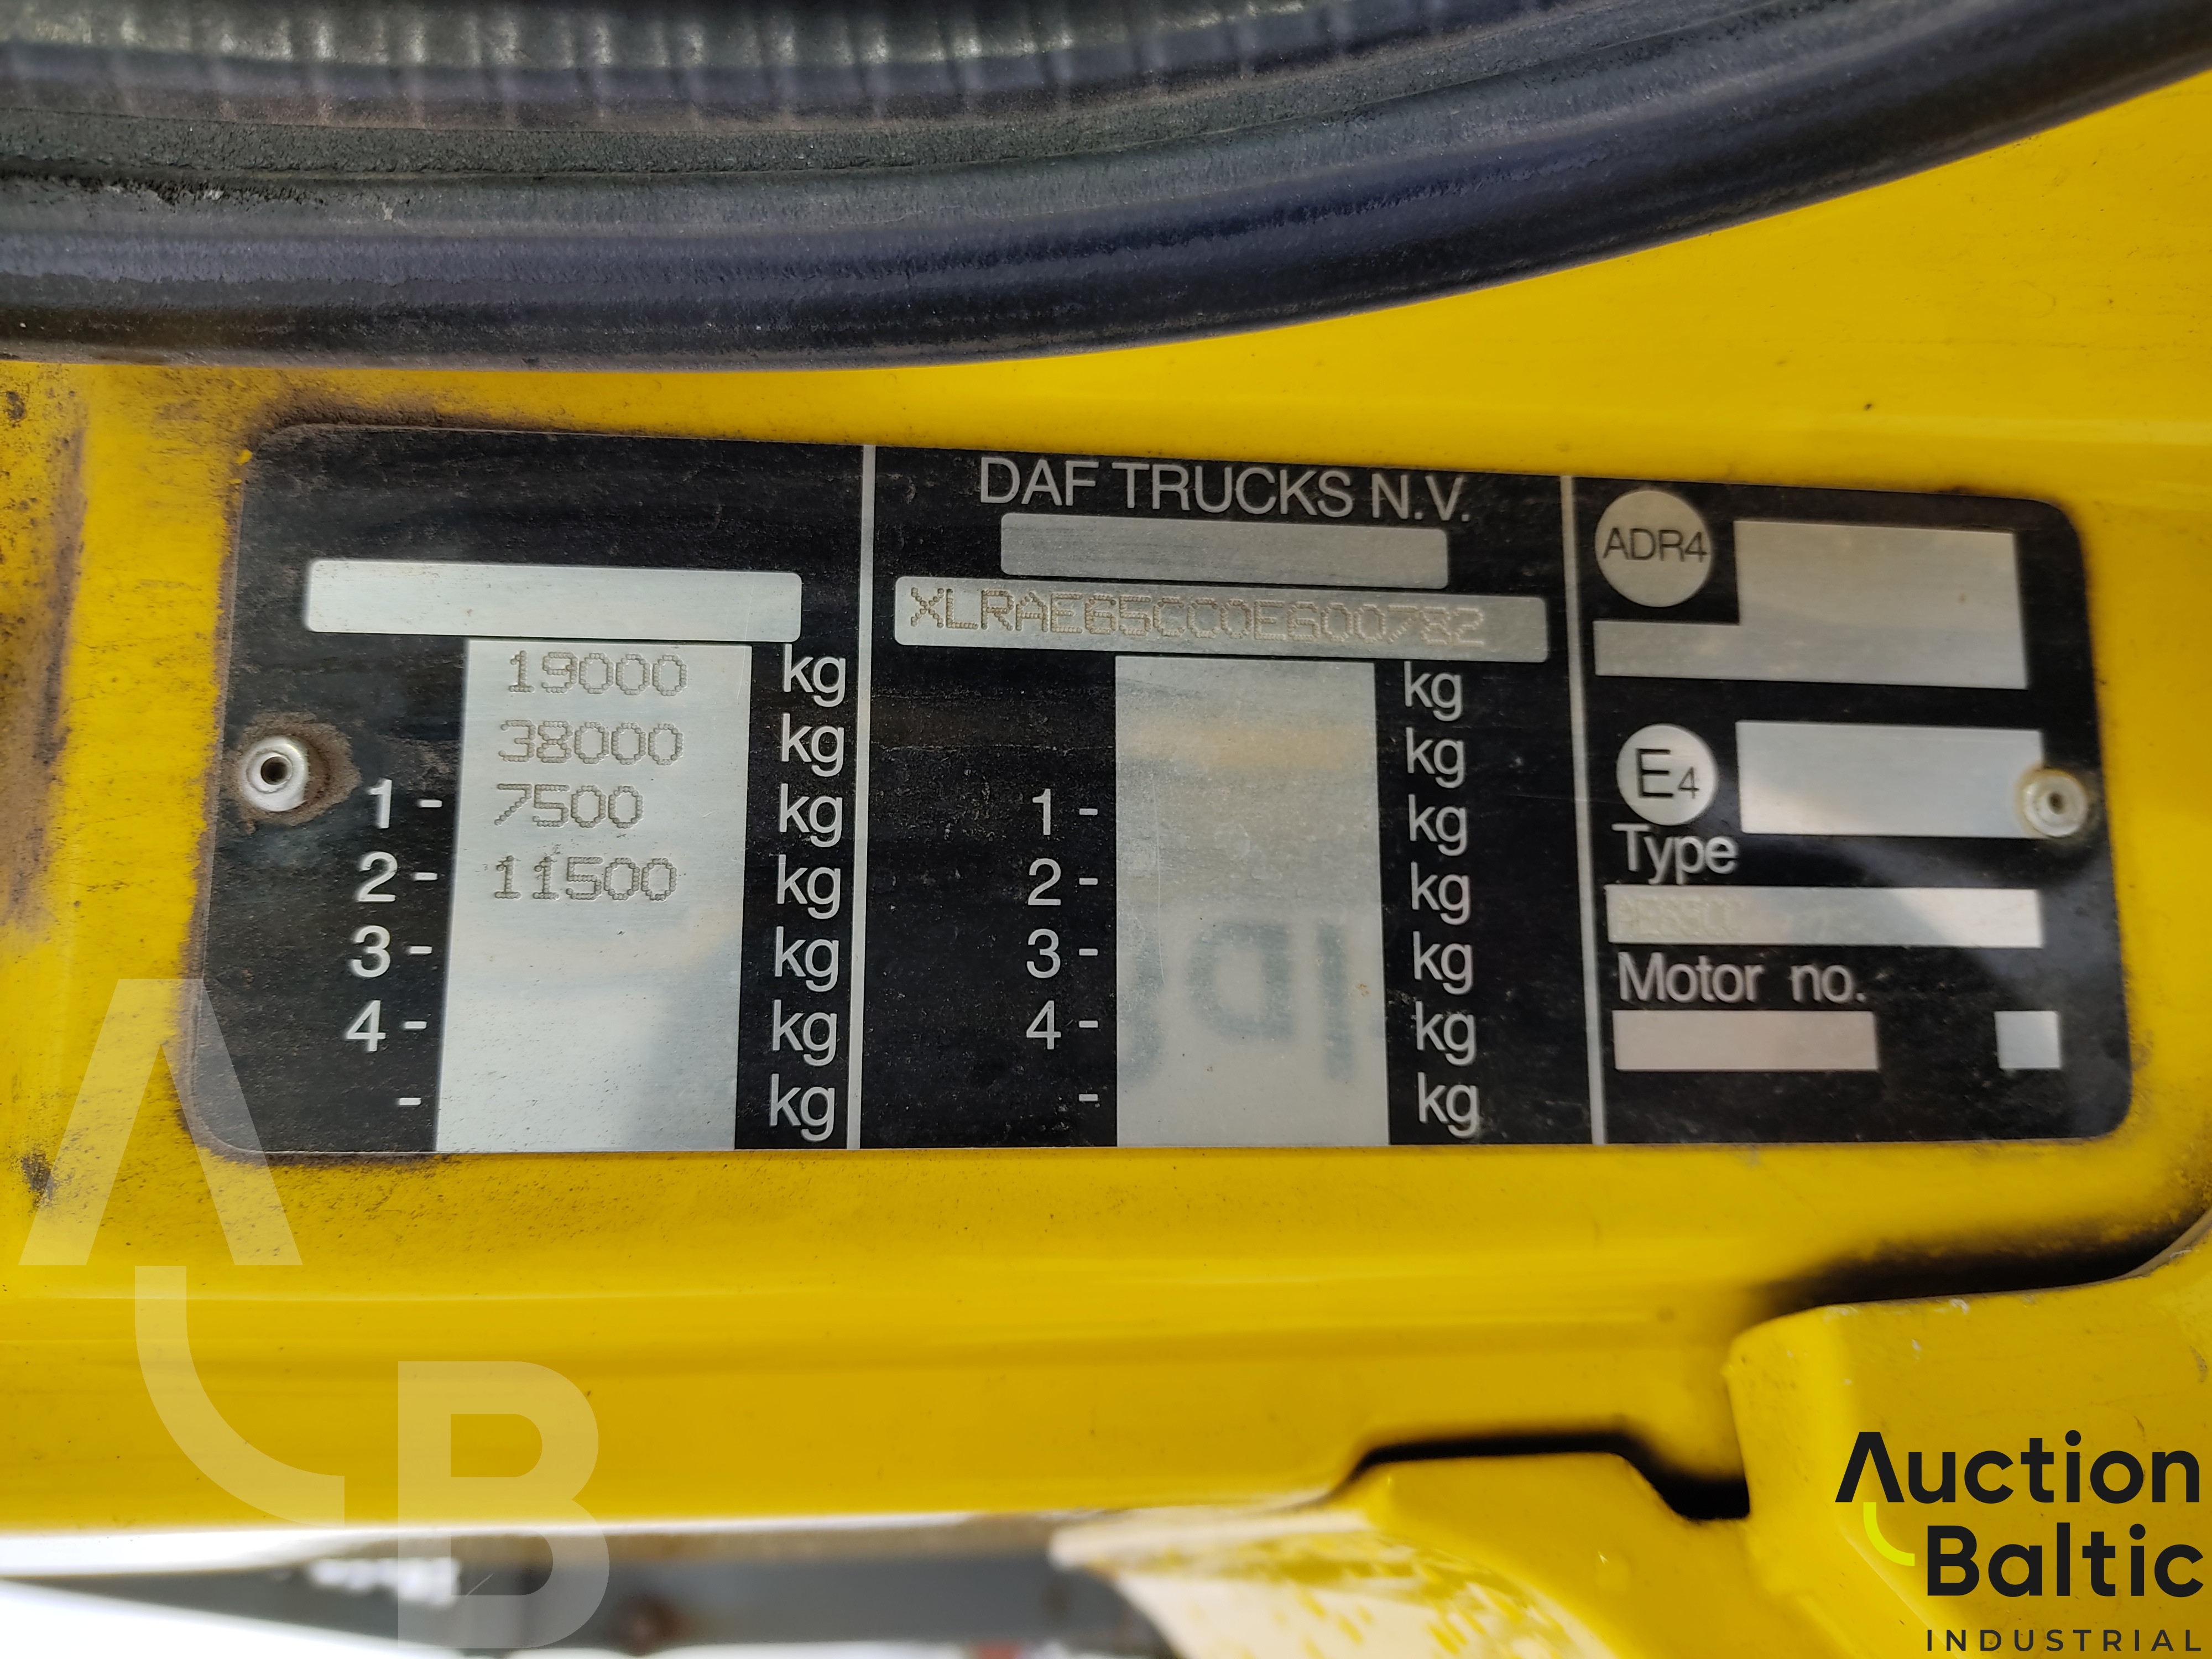 DAF TRUCKS N.V.
XLRAE65CC0E600782
19000 kg
38000 kg
1 - 7500 kg
2 - 11500 kg
3 - kg
4 - kg
- kg
kg
kg
1 - kg
2 - kg
3 - kg
4 - kg
- kg
ADR4
E4
Type
Motor no.
AB
Auction
Baltic
INDUSTRIAL